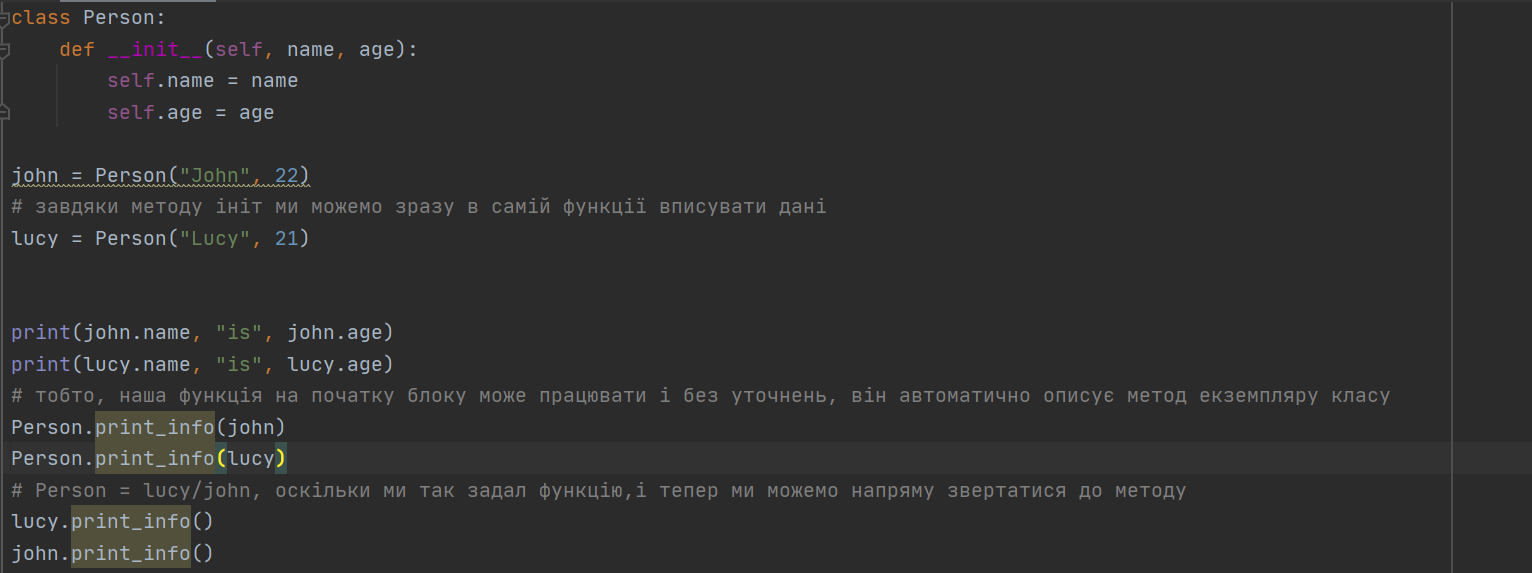 class Person:
    def __init__(self, name, age):
        self.name = name
        self.age = age
john = Person("John", 22)
# завдяки методу ініт ми можемо зразу в самій функції вписувати дані
lucy = Person("Lucy", 21)
print(john.name, "is", john.age)
print(lucy.name, "is", lucy.age)
# тобто, наша функція на початку блоку може працювати і без уточнень, він автоматично описує метод екземпляру класу
Person.print_info(john)
Person.print_info(lucy)
# Person = lucy/john, оскільки ми так задал функцію,і тепер ми можемо напряму звертатися до методу
lucy.print_info()
john.print_info()